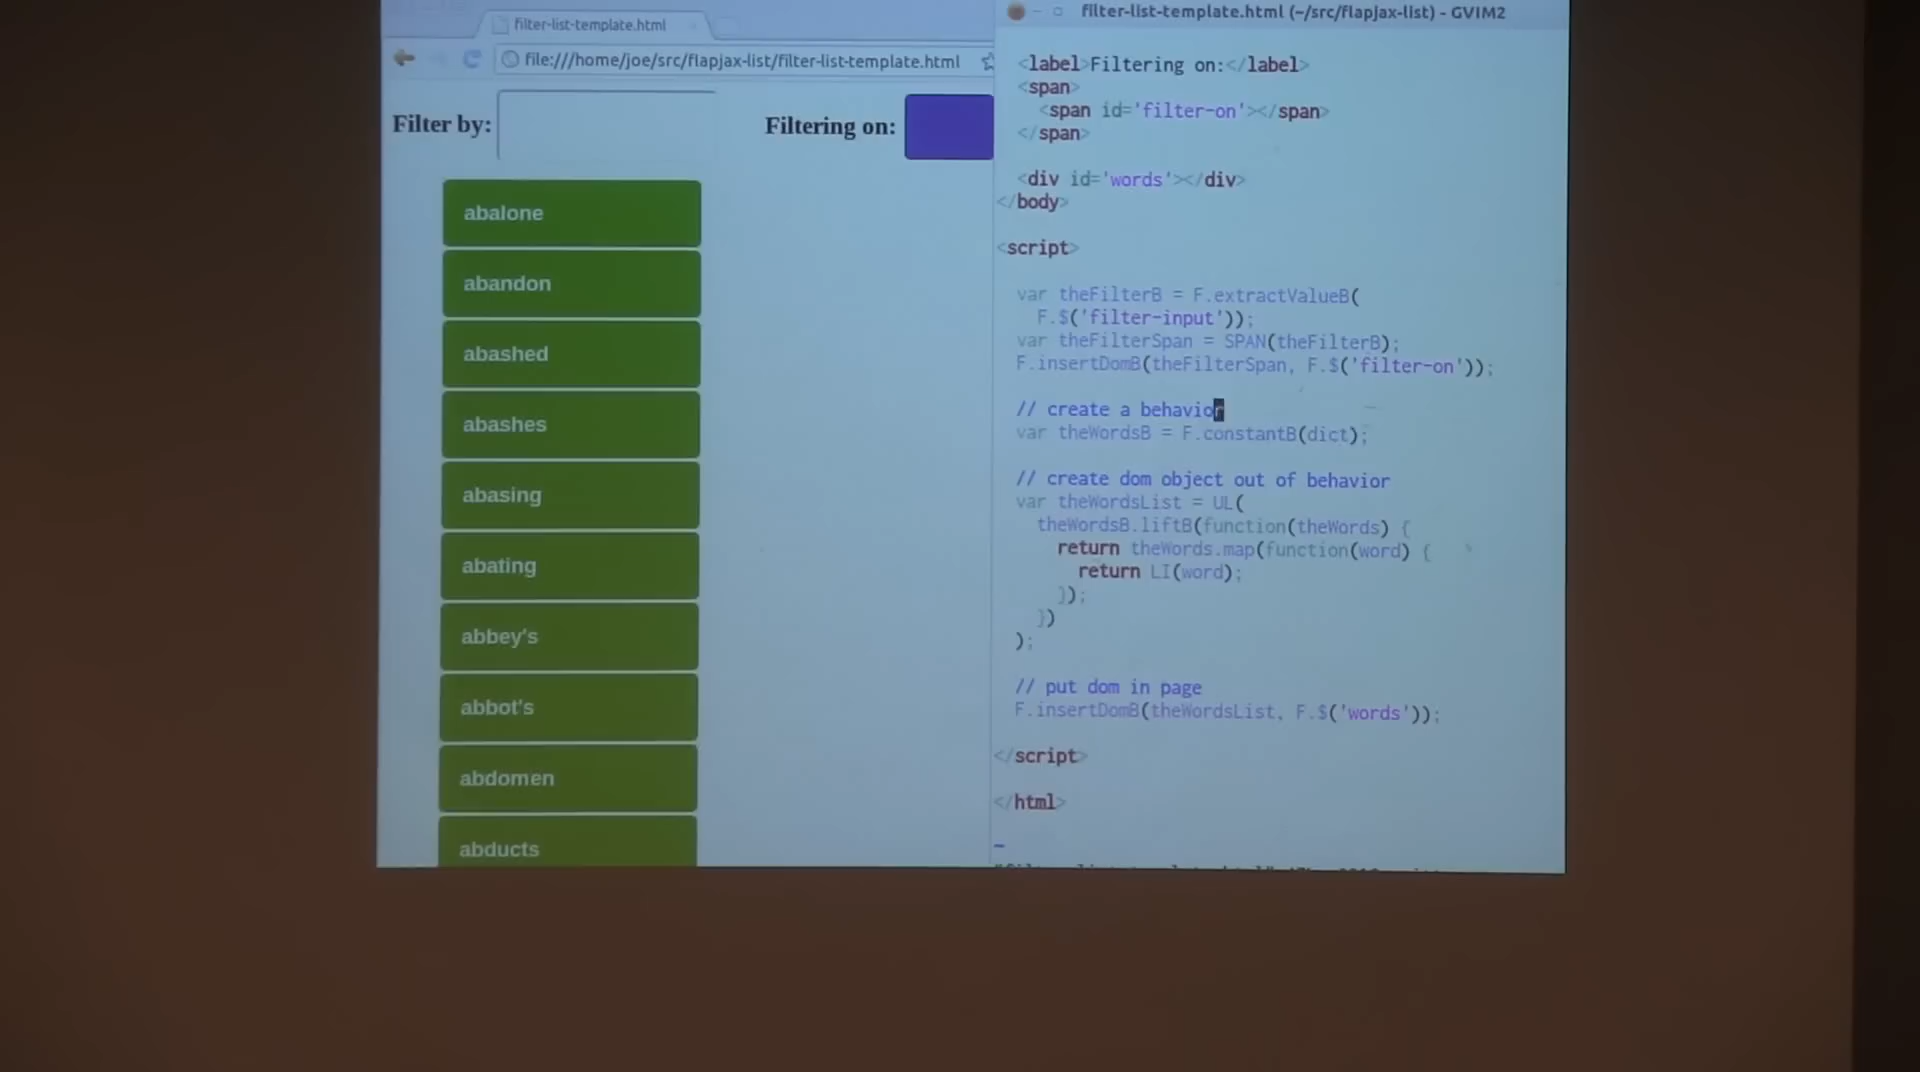 filter-list-template.html
file:///home/joe/src/flapjax-list/filter-list-template.html
Filter by:
Filtering on:
abalone
abandon
abashed
abashes
abasing
abating
abbey's
abbot's
abdomen
abducts
filter-list-template.html (~/src/flapjax-list) - GVIM2
<label>Filtering on:</label>
<span>
<span id='filter-on'></span>
</span>
<div id='words'></div>
</body>
<script>
var theFilterB = F.extractValueB(
F.$('filter-input'));
var theFilterSpan = SPAN(theFilterB);
F.insertDomB(theFilterSpan, F.$('filter-on'));
// create a behavior
var theWordsB = F.constantB(dict);
// create dom object out of behavior
var theWordsList = UL(
theWordsB.liftB(function(theWords) {
return theWords.map(function(word) {
return LI(word);
});
})
);
// put dom in page
F.insertDomB(theWordsList, F.$('words'));
</script>
</html>